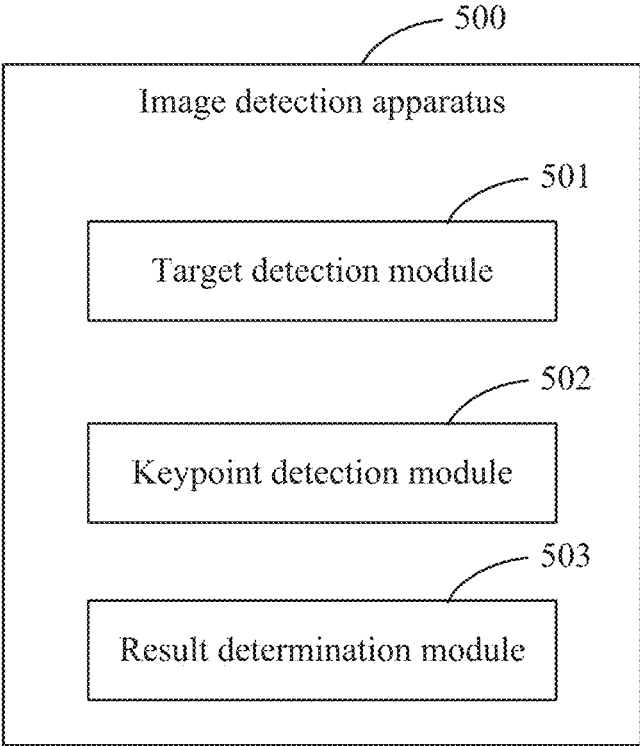 500
Image detection apparatus
501
Target detection module
502
Keypoint detection module
503
Result determination module